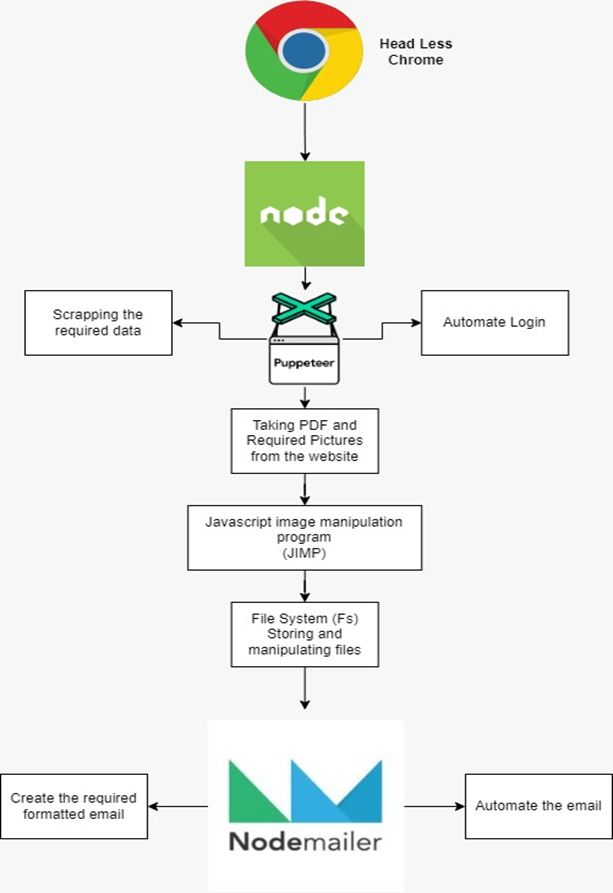 Head Less
Chrome
node
Scrapping the
required data
Puppeteer
Automate Login
Taking PDF and
Required Pictures
from the website
Javascript image manipulation
program
(JIMP)
File System (Fs)
Storing and
manipulating files
Create the required
formatted email
Nodemailer
Automate the email